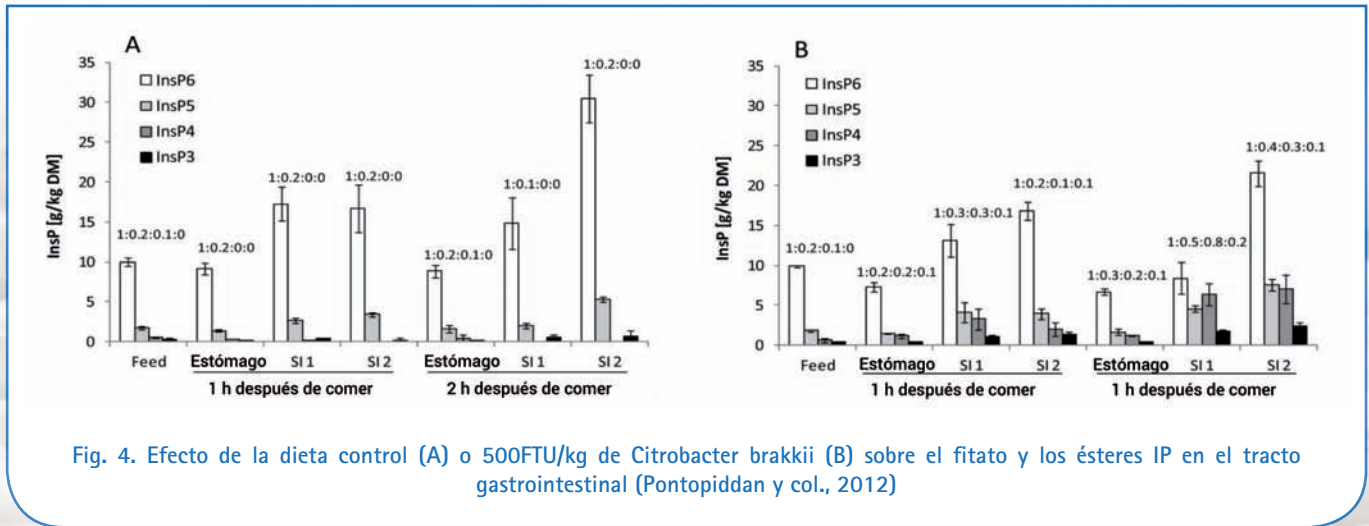 A
35
30
25
20
15
10
5
0
InsP [g/kg DM]
InsP6
InsP5
InsP4
InsP3
1:0.2:0.1:0
1:0.2:0:0
1:0.2:0:0
1:0.2:0:0
1:0.2:0.1:0
1:0.1:0:0
1:0.2:0:0
Feed Estómago SI 1 SI 2 Estómago SI 1 SI 2
1 h después de comer 2 h después de comer
B
35
30
25
20
15
10
5
0
InsP [g/kg DM]
InsP6
InsP5
InsP4
InsP3
1:0.2:0.1:0
1:0.2:0.2:0.1
1:0.3:0.3:0.1
1:0.2:0.1:0.1
1:0.3:0.2:0.1
1:0.5:0.8:0.2
1:0.4:0.3:0.1
Feed Estómago SI 1 SI 2 Estómago SI 1 SI 2
1 h después de comer 1 h después de comer
Fig. 4. Efecto de la dieta control (A) o 500FTU/kg de Citrobacter brakkii (B) sobre el fitato y los ésteres IP en el tracto
gastrointestinal (Pontopiddan y col., 2012)